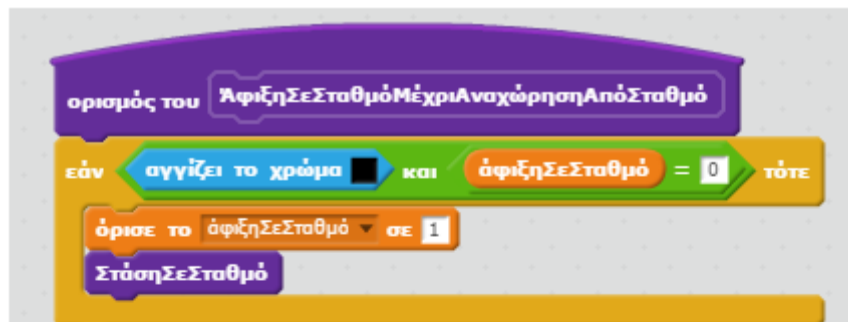 ορισμός του ΆφιξηΣεΣταθμόΜέχριΑναχώρησηΑπόΣταθμό
εάν αγγίζει το χρώμα και άφιξηΣεΣταθμό = 0 τότε
όρισε το άφιξηΣεΣταθμό σε 1
ΣτάσηΣεΣταθμό